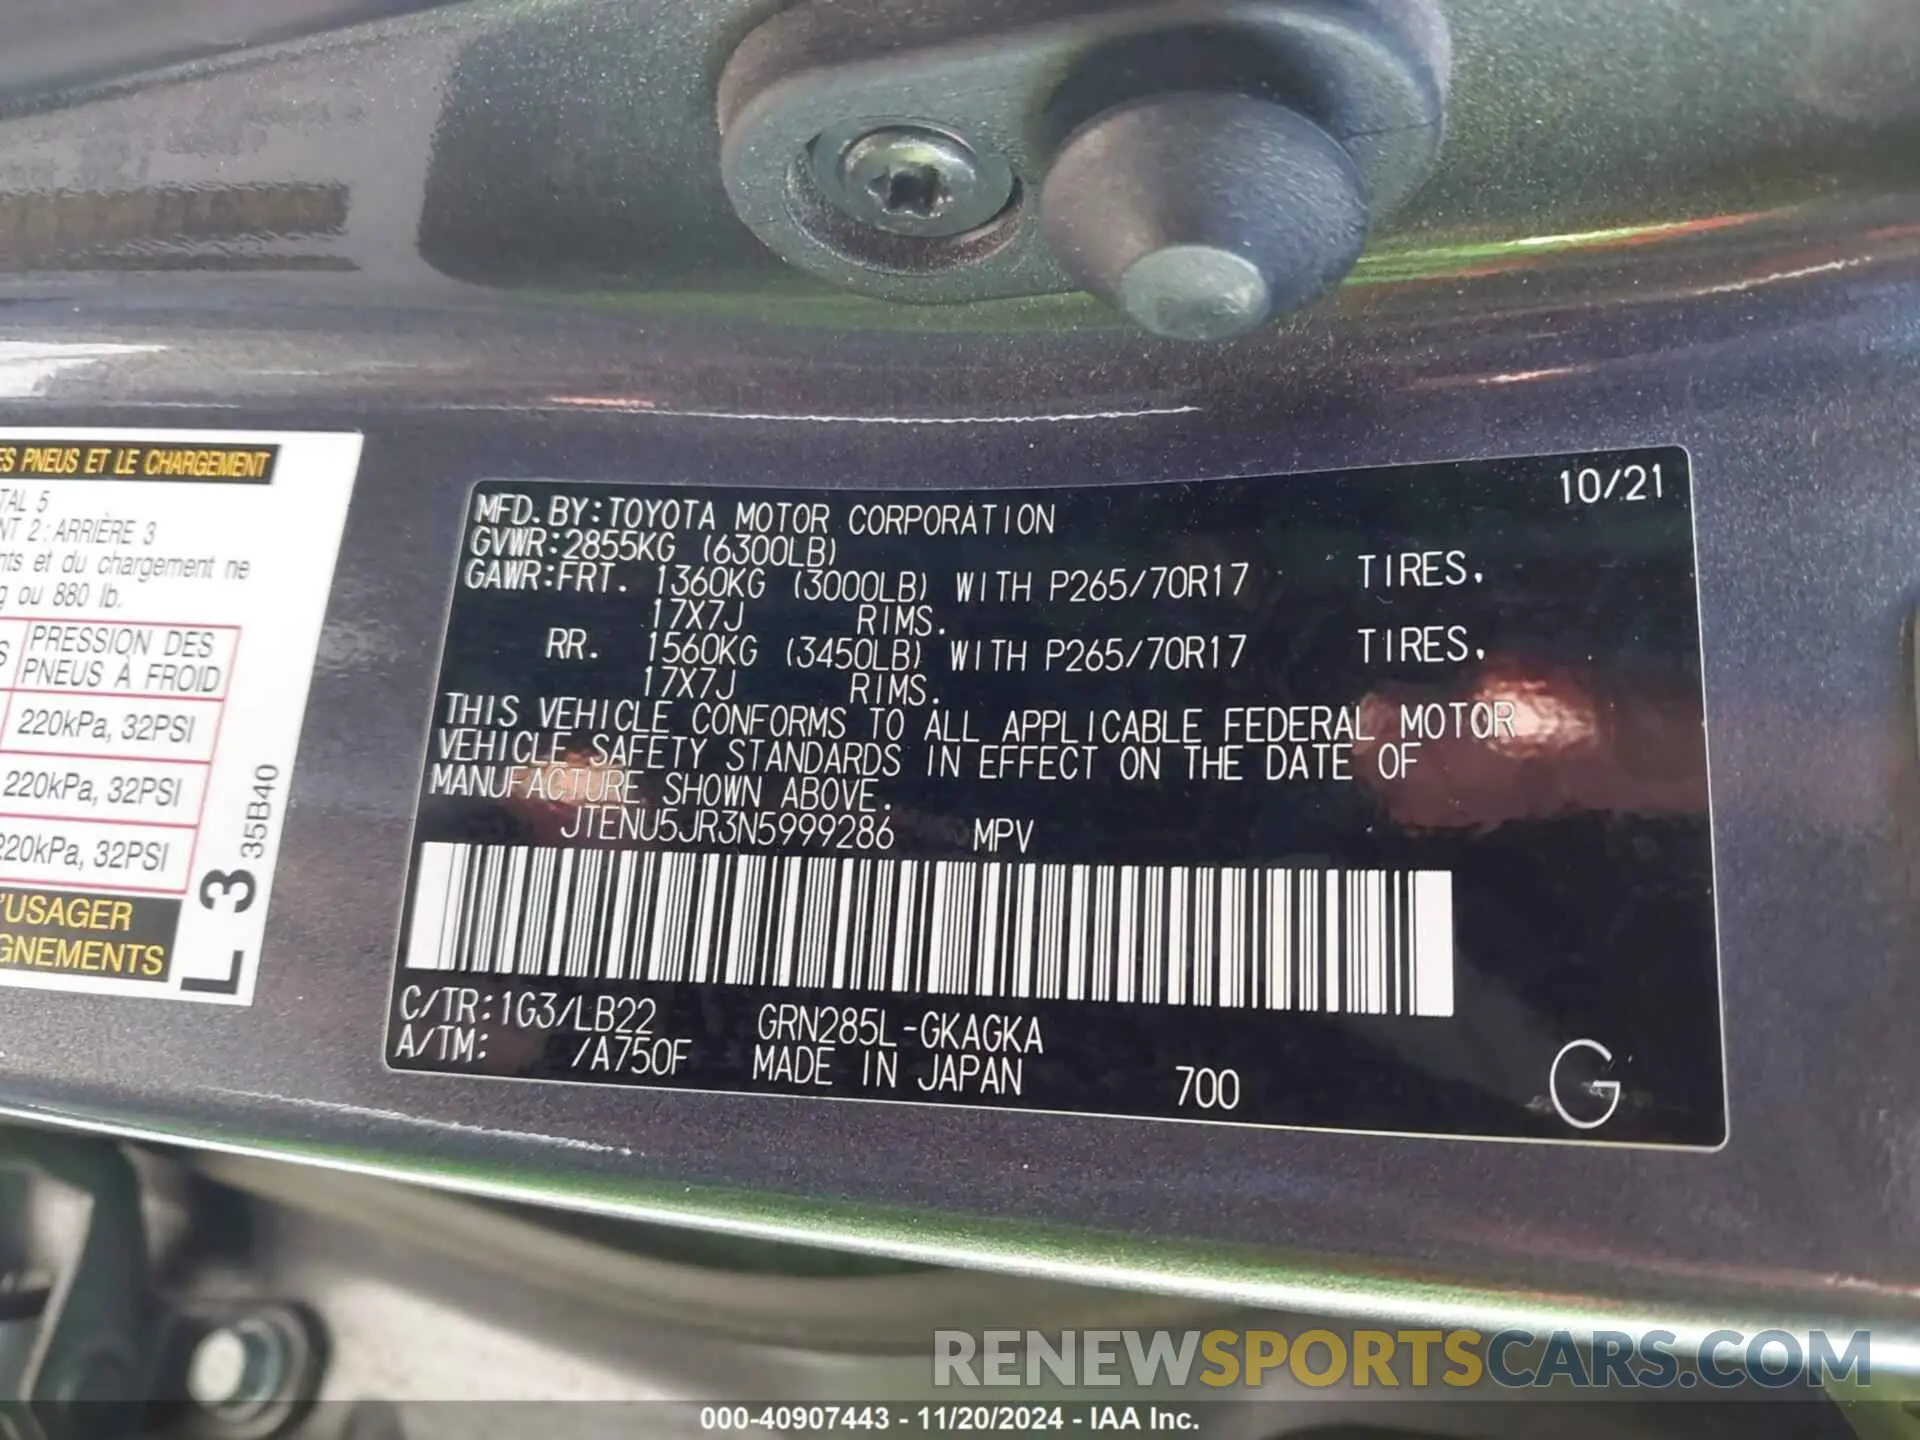 ES PNEUS ET LE CHARGEMENT
TAL 5
NT 2 : ARRIÈRE 3
nts et du chargement ne
g ou 880 lb.
S PRESSION DES
PNEUS À FROID
220kPa, 32PSI
220kPa, 32PSI
220kPa, 32PSI
'USAGER
GNEMENTS
L 3 35B40
10/21
MFD. BY: TOYOTA MOTOR CORPORATION
GVWR: 2855KG (6300LB)
GAWR: FRT. 1360KG (3000LB) WITH P265/70R17 TIRES.
17X7J RIMS.
RR. 1560KG (3450LB) WITH P265/70R17 TIRES.
17X7J RIMS.
THIS VEHICLE CONFORMS TO ALL APPLICABLE FEDERAL MOTOR
VEHICLE SAFETY STANDARDS IN EFFECT ON THE DATE OF
MANUFACTURE SHOWN ABOVE.
JTENU5JR3N5999286 MPV
C/TR: 1G3/LB22 GRN285L-GKAGKA
A/TM: /A750F MADE IN JAPAN 700 G
RENEWSPORTSCARS.COM
000-40907443 - 11/20/2024 - IAA Inc.